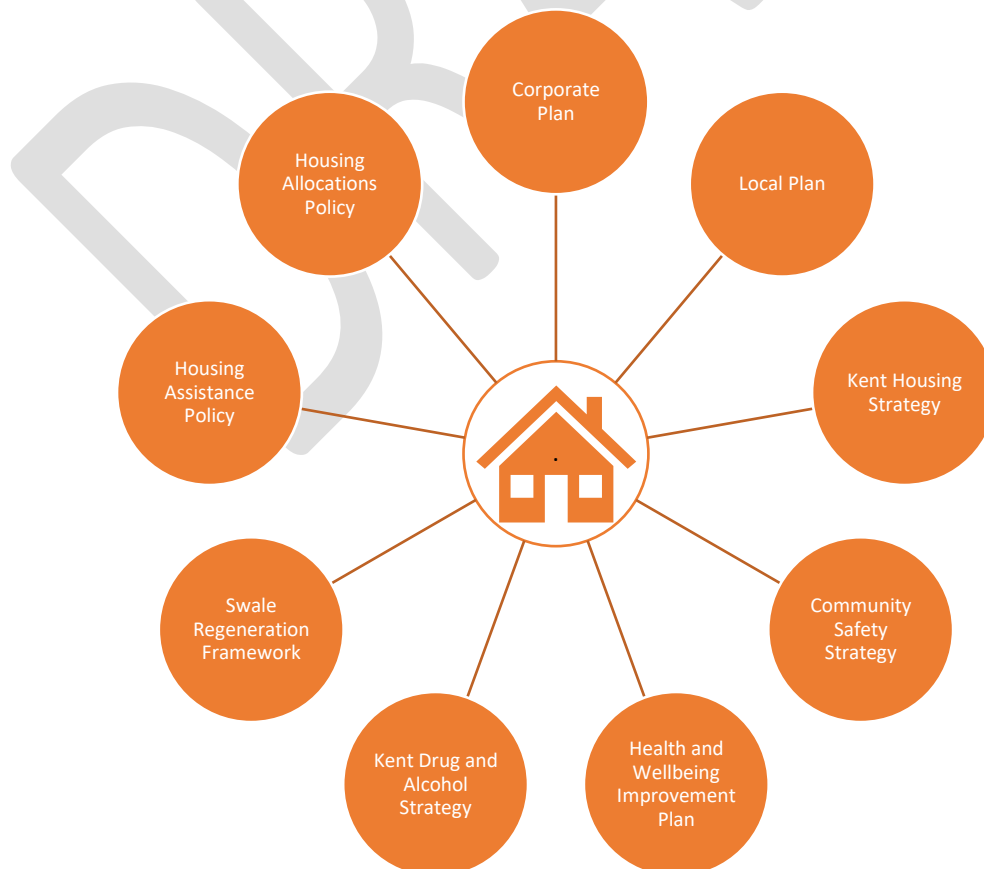 Corporate
Plan
Local Plan
Kent Housing
Strategy
Community
Safety
Strategy
Health and
Wellbeing
Improvement
Plan
Kent Drug and
Alcohol
Strategy
Swale
Regeneration
Framework
Housing
Assistance
Policy
Housing
Allocations
Policy
.